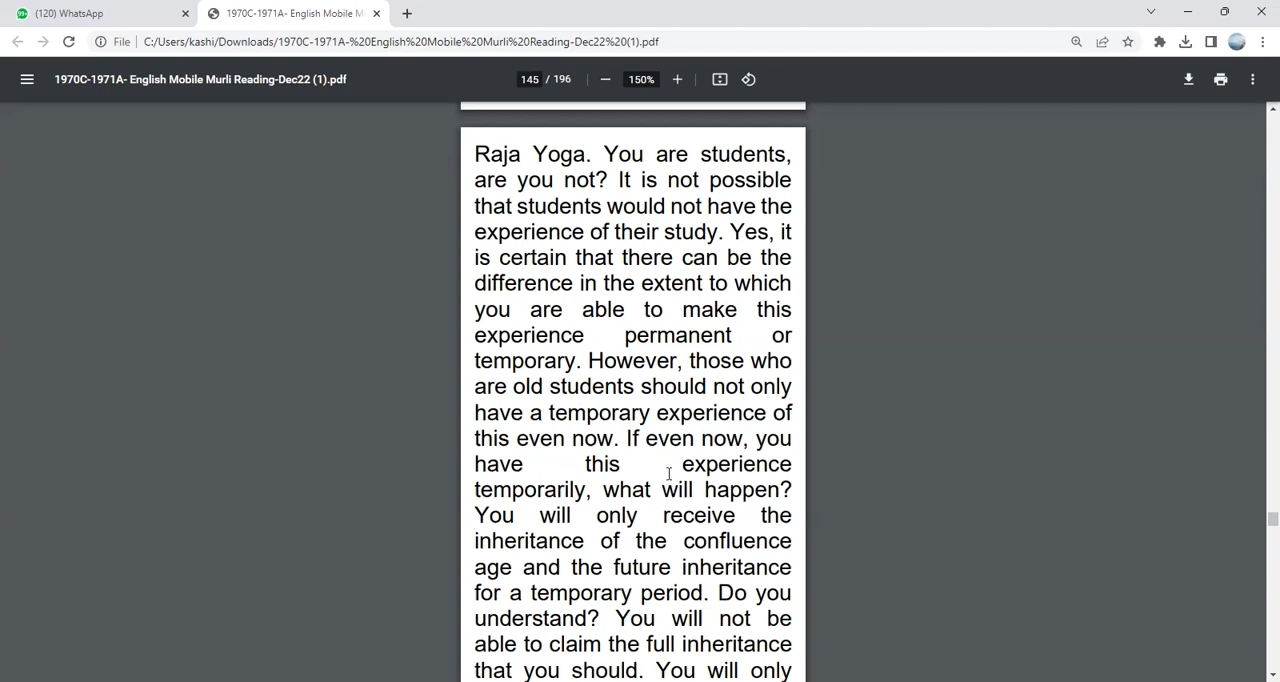 (120) WhatsApp
1970C-1971A- English Mobile M
File
C:/Users/kashi/Downloads/1970C-1971A-%20English%20Mobile%20Murli%20Reading-Dec22%20(1).pdf
1970C-1971A- English Mobile Murli Reading-Dec22 (1).pdf
145 / 196
150%
Raja Yoga. You are students,
are you not? It is not possible
that students would not have the
experience of their study. Yes, it
is certain that there can be the
difference in the extent to which
you are able to make this
experience permanent or
temporary. However, those who
are old students should not only
have a temporary experience of
this even now. If even now, you
have this experience
temporarily, what will happen?
You will only receive the
inheritance of the confluence
age and the future inheritance
for a temporary period. Do you
understand? You will not be
able to claim the full inheritance
that you should. You will only